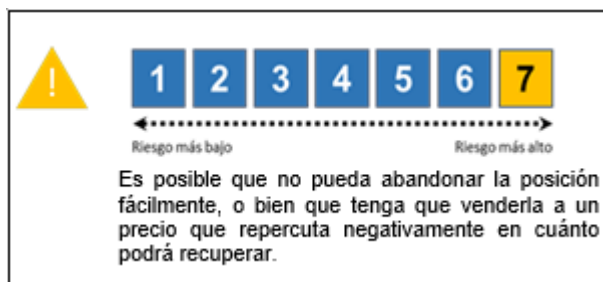 !
1 2 3 4 5 6 7
Riesgo más bajo Riesgo más alto
Es posible que no pueda abandonar la posición
fácilmente, o bien que tenga que venderla a un
precio que repercuta negativamente en cuánto
podrá recuperar.